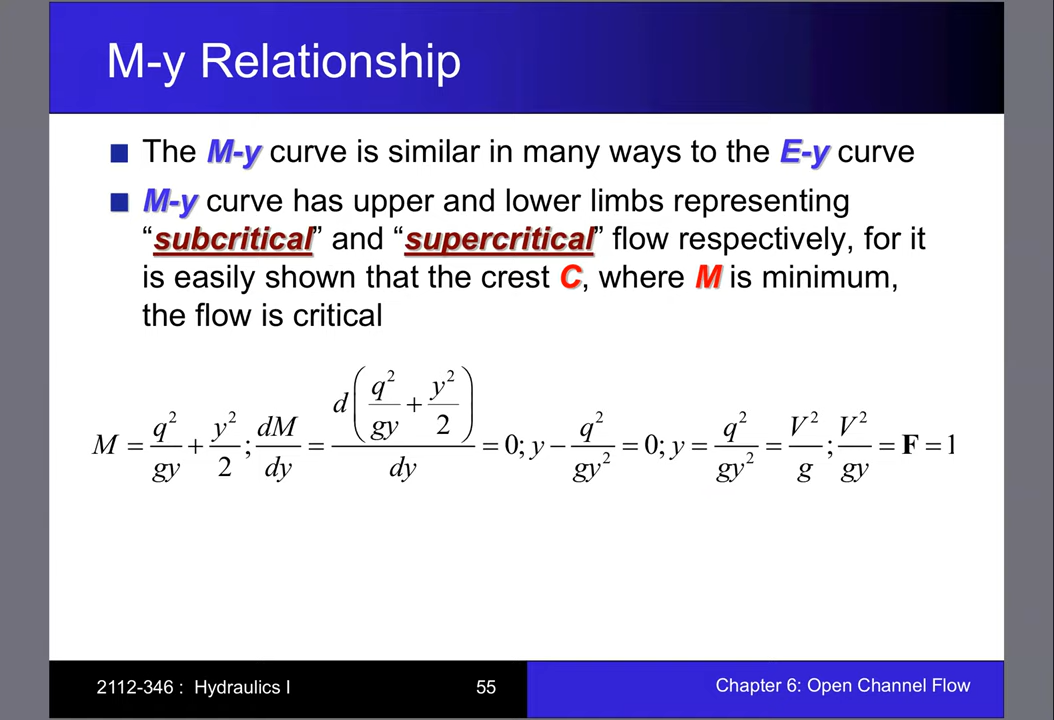 M-y Relationship
The M-y curve is similar in many ways to the E-y curve
M-y curve has upper and lower limbs representing
“subcritical” and “supercritical” flow respectively, for it
is easily shown that the crest C, where M is minimum,
the flow is critical
M = q²/gy + y²/2; dM/dy = d(q²/gy + y²/2)/dy = 0; y − q²/gy² = 0; y = q²/gy² = V²/g; V²/gy = F = 1
2112-346 : Hydraulics I 55 Chapter 6: Open Channel Flow